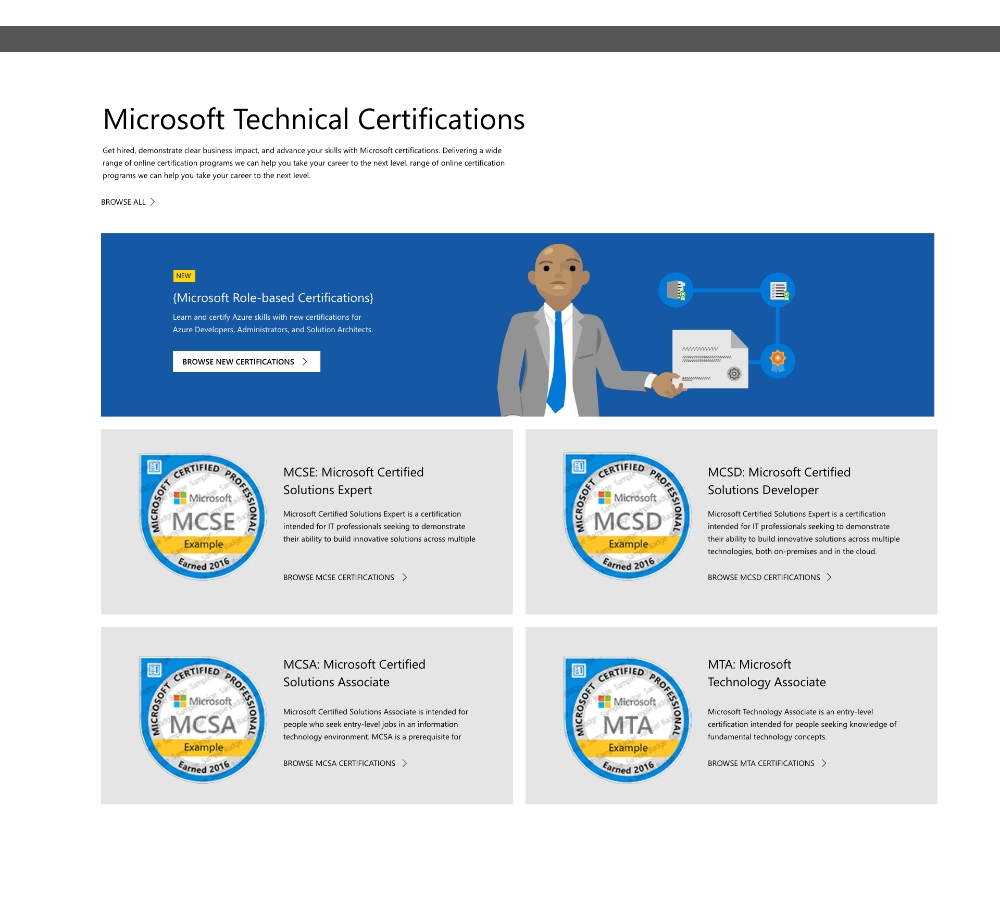 Microsoft Technical Certifications
Get hired, demonstrate clear business impact, and advance your skills with Microsoft certifications. Delivering a wide
range of online certification programs we can help you take your career to the next level. range of online certification
programs we can help you take your career to the next level.
BROWSE ALL
NEW
{Microsoft Role-based Certifications}
Learn and certify Azure skills with new certifications for
Azure Developers, Administrators, and Solution Architects.
BROWSE NEW CERTIFICATIONS
MICROSOFT CERTIFIED PROFESSIONAL
Microsoft
MCSE
Example
Earned 2016
MCSE: Microsoft Certified
Solutions Expert
Microsoft Certified Solutions Expert is a certification
intended for IT professionals seeking to demonstrate
their ability to build innovative solutions across multiple
BROWSE MCSE CERTIFICATIONS
MICROSOFT CERTIFIED PROFESSIONAL
Microsoft
MCSD
Example
Earned 2016
MCSD: Microsoft Certified
Solutions Developer
Microsoft Certified Solutions Expert is a certification
intended for IT professionals seeking to demonstrate
their ability to build innovative solutions across multiple
technologies, both on-premises and in the cloud.
BROWSE MCSD CERTIFICATIONS
MICROSOFT CERTIFIED PROFESSIONAL
Microsoft
MCSA
Example
Earned 2016
MCSA: Microsoft Certified
Solutions Associate
Microsoft Certified Solutions Associate is intended for
people who seek entry-level jobs in an information
technology environment. MCSA is a prerequisite for
BROWSE MCSA CERTIFICATIONS
MICROSOFT CERTIFIED PROFESSIONAL
Microsoft
MTA
Example
Earned 2016
MTA: Microsoft
Technology Associate
Microsoft Technology Associate is an entry-level
certification intended for people seeking knowledge of
fundamental technology concepts.
BROWSE MTA CERTIFICATIONS